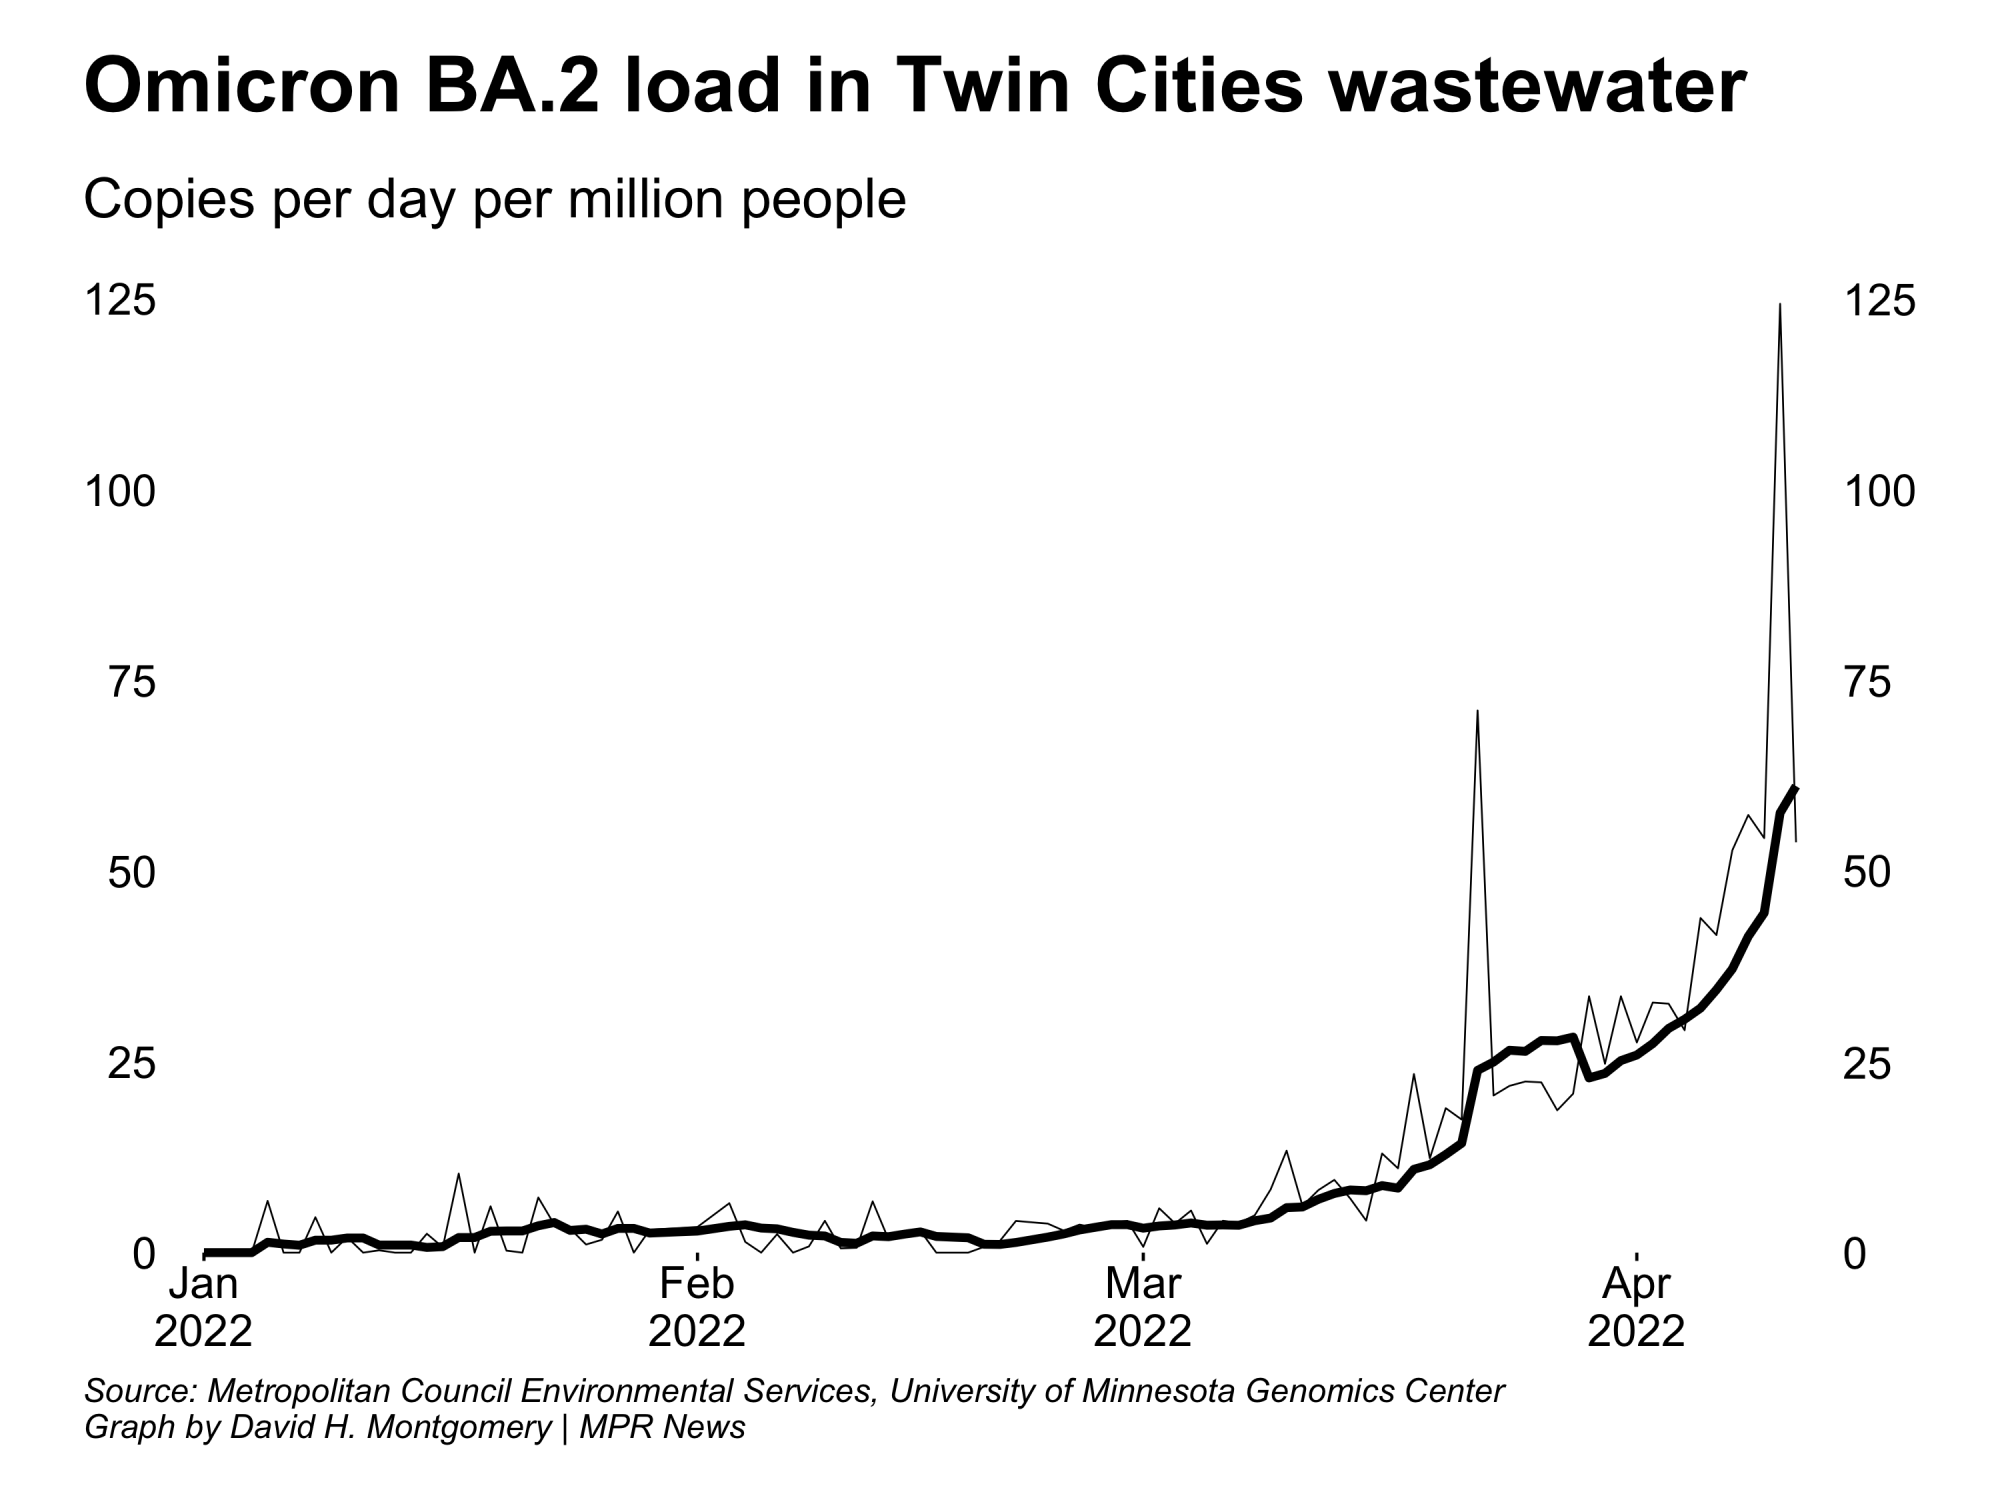 Omicron BA.2 load in Twin Cities wastewater
Copies per day per million people
125 125
100 100
75 75
50 50
25 25
0 0
Jan Feb Mar Apr
2022 2022 2022 2022
Source: Metropolitan Council Environmental Services, University of Minnesota Genomics Center
Graph by David H. Montgomery | MPR News